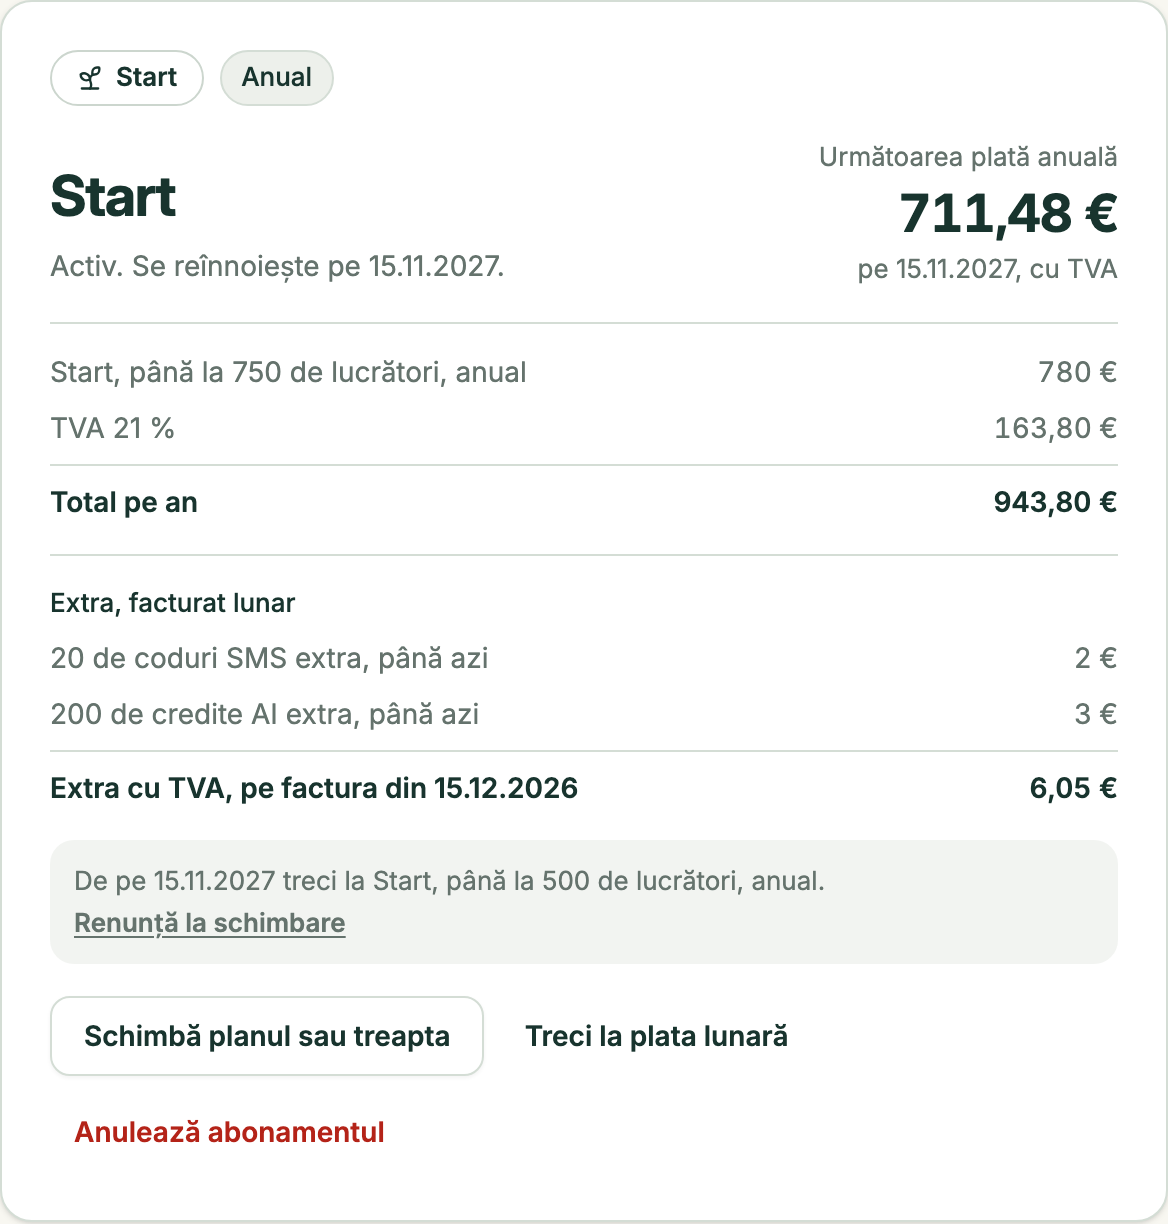 Start
Anual
Start
Activ. Se reînnoiește pe 15.11.2027.
Următoarea plată anuală
711,48 €
pe 15.11.2027, cu TVA
Start, până la 750 de lucrători, anual 780 €
TVA 21 % 163,80 €
Total pe an 943,80 €
Extra, facturat lunar
20 de coduri SMS extra, până azi 2 €
200 de credite AI extra, până azi 3 €
Extra cu TVA, pe factura din 15.12.2026 6,05 €
De pe 15.11.2027 treci la Start, până la 500 de lucrători, anual.
Renunță la schimbare
Schimbă planul sau treapta
Treci la plata lunară
Anulează abonamentul